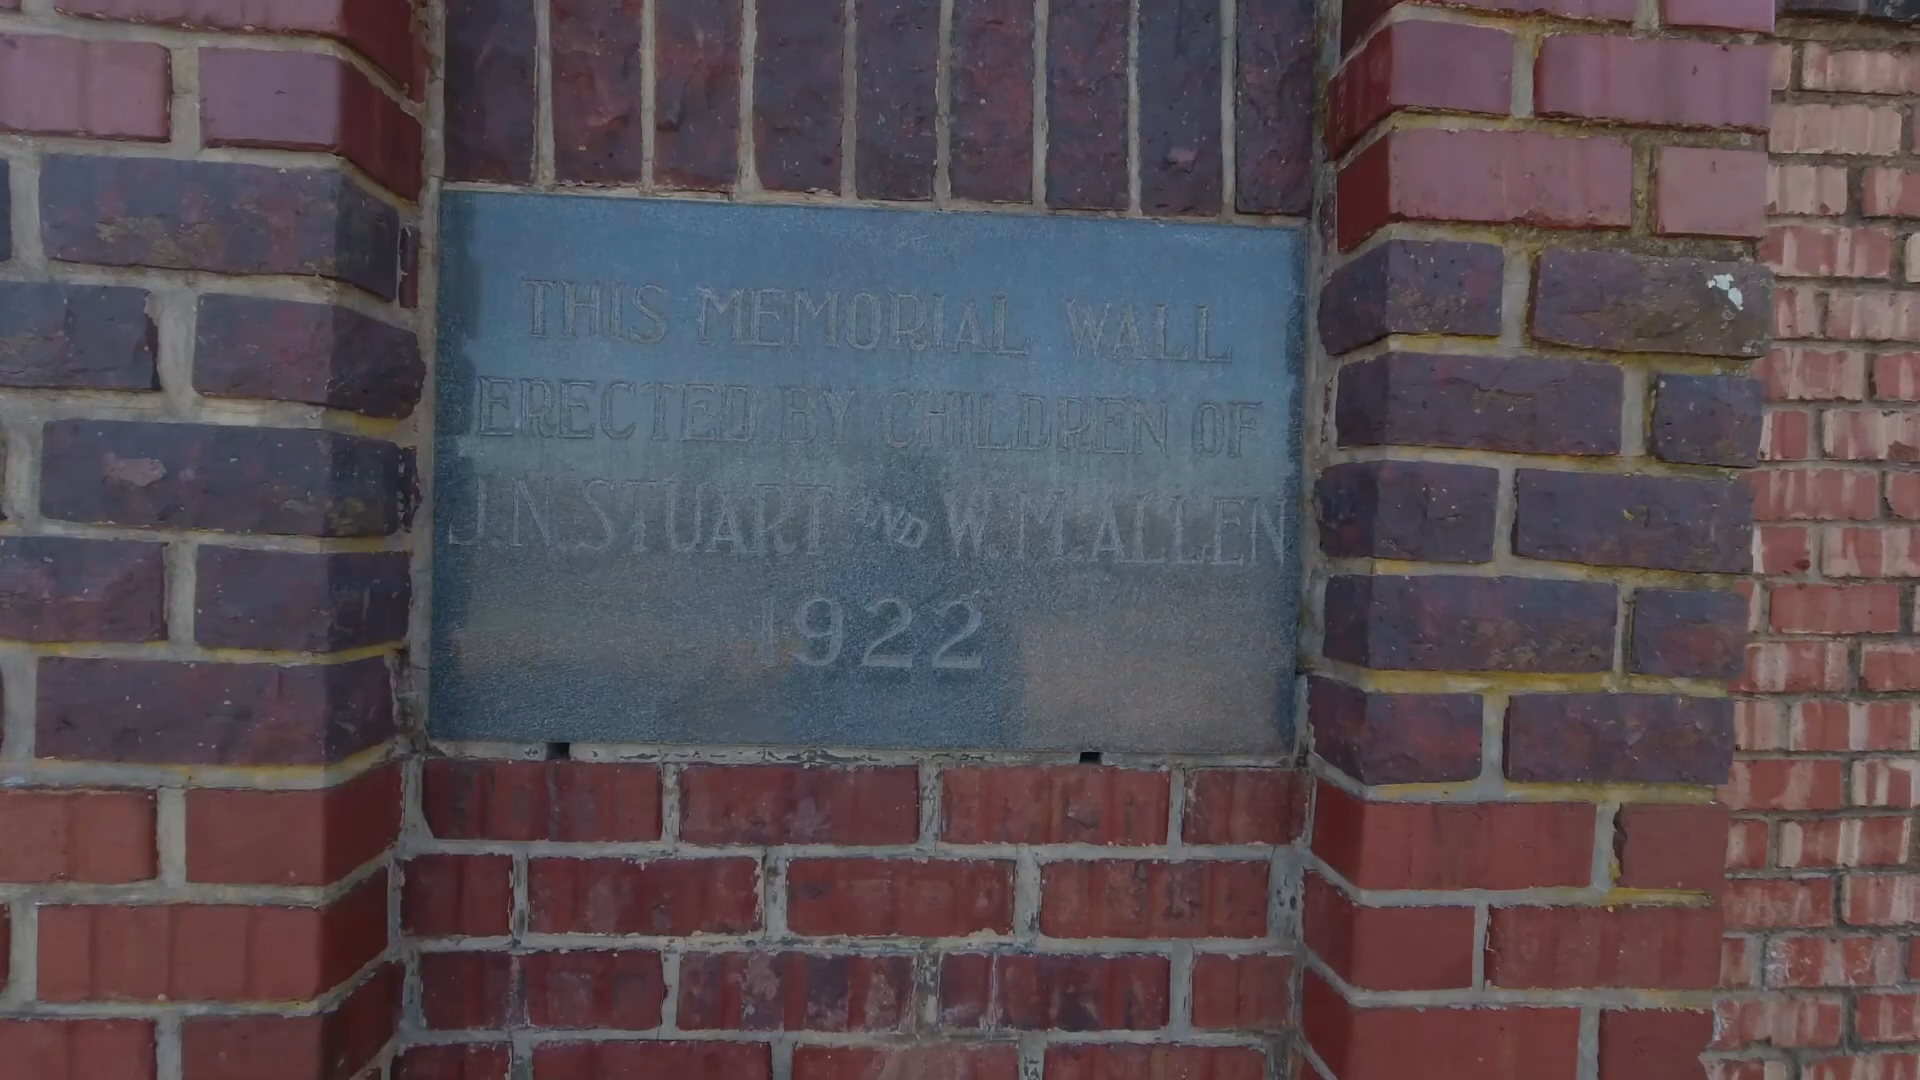 THIS MEMORIAL WALL
ERECTED BY CHILDREN OF
J.N. STUART AND W.M. ALLEN
1922